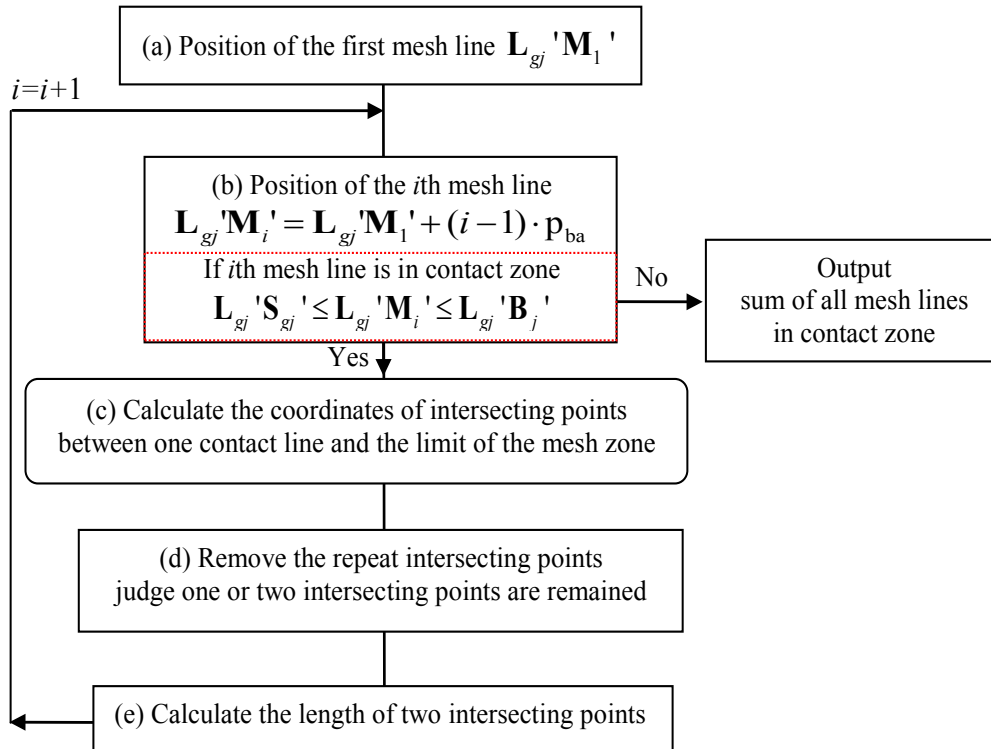 (a) Position of the first mesh line L_gj'M_1'
i=i+1
(b) Position of the ith mesh line
L_gj'M_i' = L_gj'M_1' + (i−1)·p_ba
If ith mesh line is in contact zone
L_gj'S_gj' ≤ L_gj'M_i' ≤ L_gj'B_j'
No
Output
sum of all mesh lines
in contact zone
Yes
(c) Calculate the coordinates of intersecting points
between one contact line and the limit of the mesh zone
(d) Remove the repeat intersecting points
judge one or two intersecting points are remained
(e) Calculate the length of two intersecting points